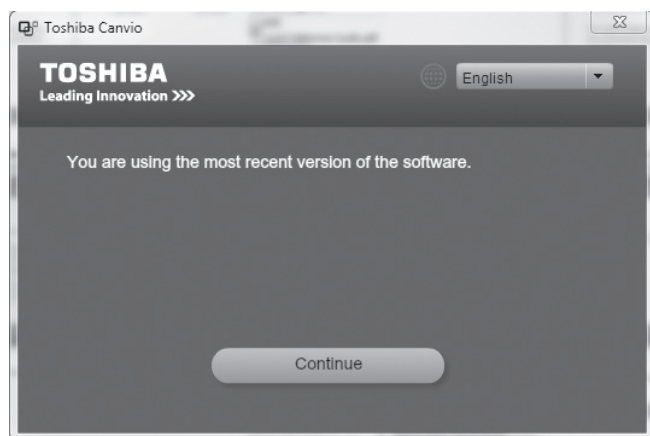 Toshiba Canvio
TOSHIBA
Leading Innovation >>>
English
You are using the most recent version of the software.
Continue